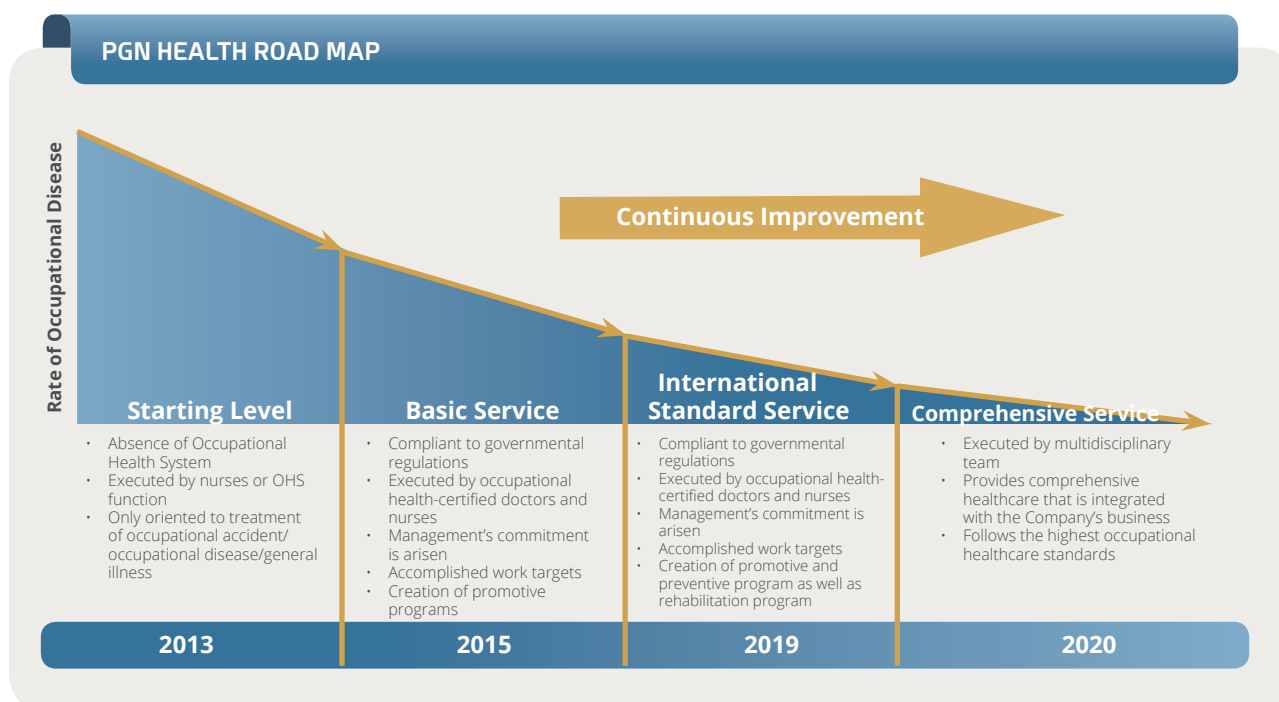 PGN HEALTH ROAD MAP
Rate of Occupational Disease
Continuous Improvement
Starting Level
• Absence of Occupational
Health System
• Executed by nurses or OHS
function
• Only oriented to treatment
of occupational accident/
occupational disease/general
illness
Basic Service
• Compliant to governmental
regulations
• Executed by occupational
health-certified doctors and
nurses
• Management's commitment
is arisen
• Accomplished work targets
• Creation of promotive
programs
International
Standard Service
• Compliant to governmental
regulations
• Executed by occupational health-
certified doctors and nurses
• Management's commitment is
arisen
• Accomplished work targets
• Creation of promotive and
preventive program as well as
rehabilitation program
Comprehensive Service
• Executed by multidisciplinary
team
• Provides comprehensive
healthcare that is integrated
with the Company's business
• Follows the highest occupational
healthcare standards
2013
2015
2019
2020